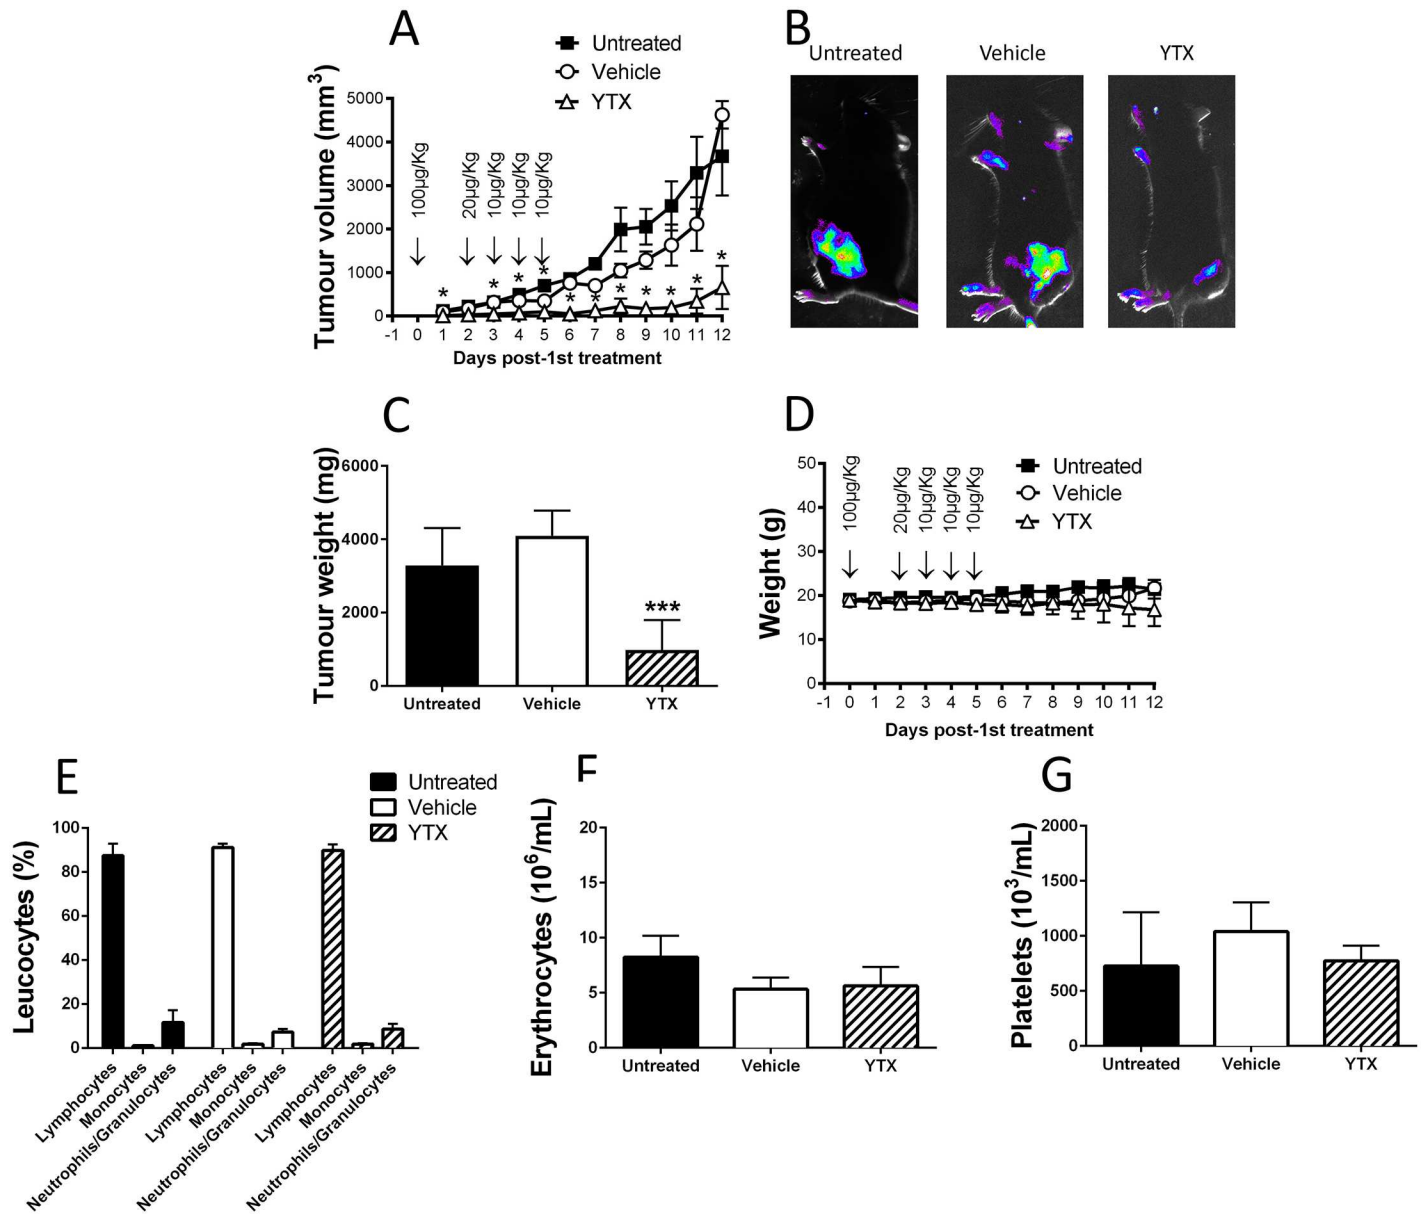 A
Untreated
Vehicle
YTX
Tumour volume (mm3)
5000
4000
3000
2000
1000
0
100µg/Kg
20µg/Kg
10µg/Kg
10µg/Kg
10µg/Kg
* * * * * * * * * *
-1 0 1 2 3 4 5 6 7 8 9 10 11 12
Days post-1st treatment
B
Untreated Vehicle YTX
C
Tumour weight (mg)
6000
4000
2000
0
***
Untreated Vehicle YTX
D
Untreated
Vehicle
YTX
Weight (g)
50
40
30
20
10
0
100µg/Kg
20µg/Kg
10µg/Kg
10µg/Kg
10µg/Kg
-1 0 1 2 3 4 5 6 7 8 9 10 11 12
Days post-1st treatment
E
Untreated
Vehicle
YTX
Leucocytes (%)
100
80
60
40
20
0
Lymphocytes
Monocytes
Neutrophils/Granulocytes
Lymphocytes
Monocytes
Neutrophils/Granulocytes
Lymphocytes
Monocytes
Neutrophils/Granulocytes
F
Erythrocytes (106/mL)
20
15
10
5
0
Untreated Vehicle YTX
G
Platelets (103/mL)
2000
1500
1000
500
0
Untreated Vehicle YTX